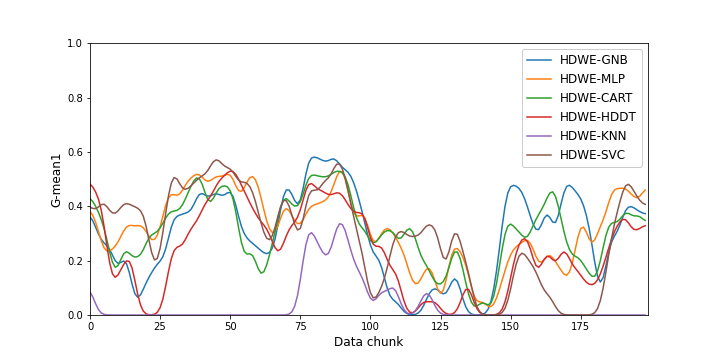 1.0
0.8
0.6
0.4
0.2
0.0
G-mean1
0 25 50 75 100 125 150 175
Data chunk
HDWE-GNB
HDWE-MLP
HDWE-CART
HDWE-HDDT
HDWE-KNN
HDWE-SVC